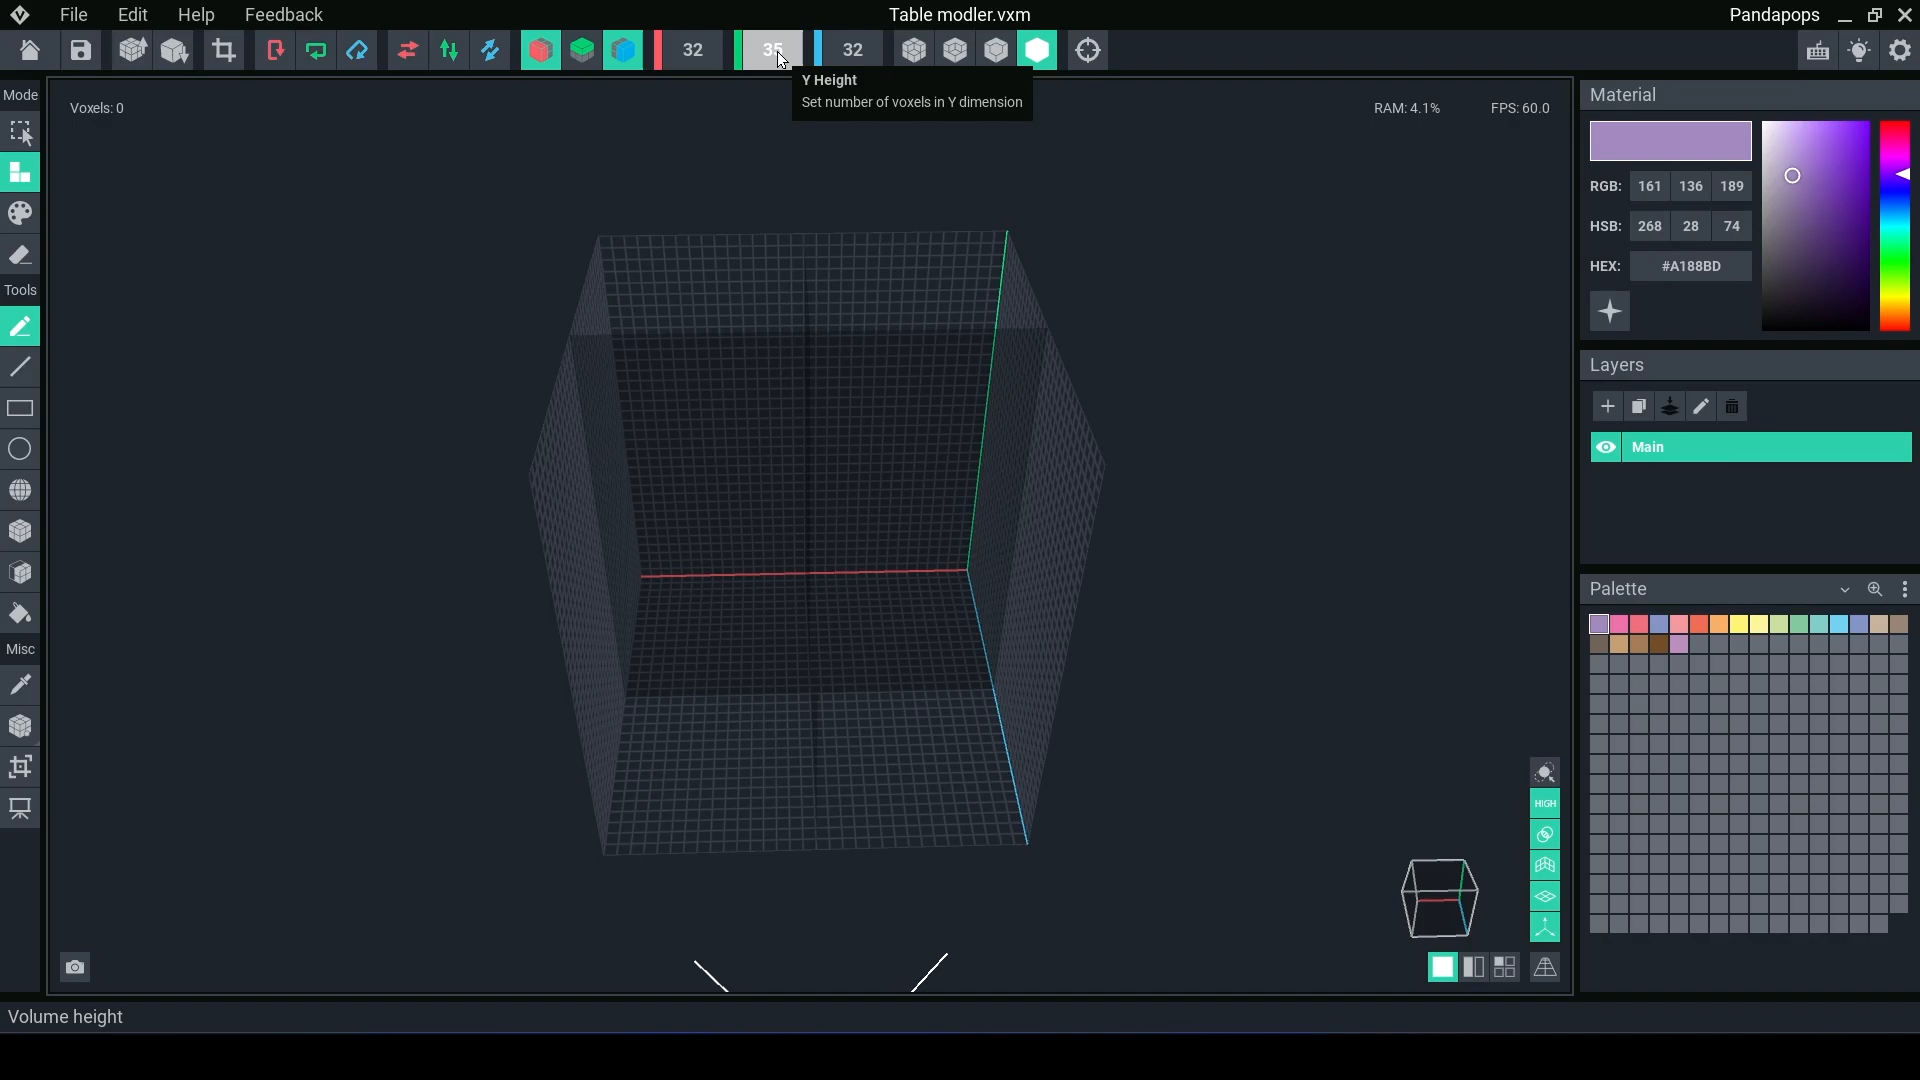 File Edit Help Feedback Table modler.vxm Pandapops
32 35 32
Y Height
Set number of voxels in Y dimension
Mode
Voxels: 0 RAM: 4.1% FPS: 60.0
Material
RGB: 161 136 189
HSB: 268 28 74
HEX: #A188BD
Tools
Layers
Main
Palette
Misc
HIGH
Volume height